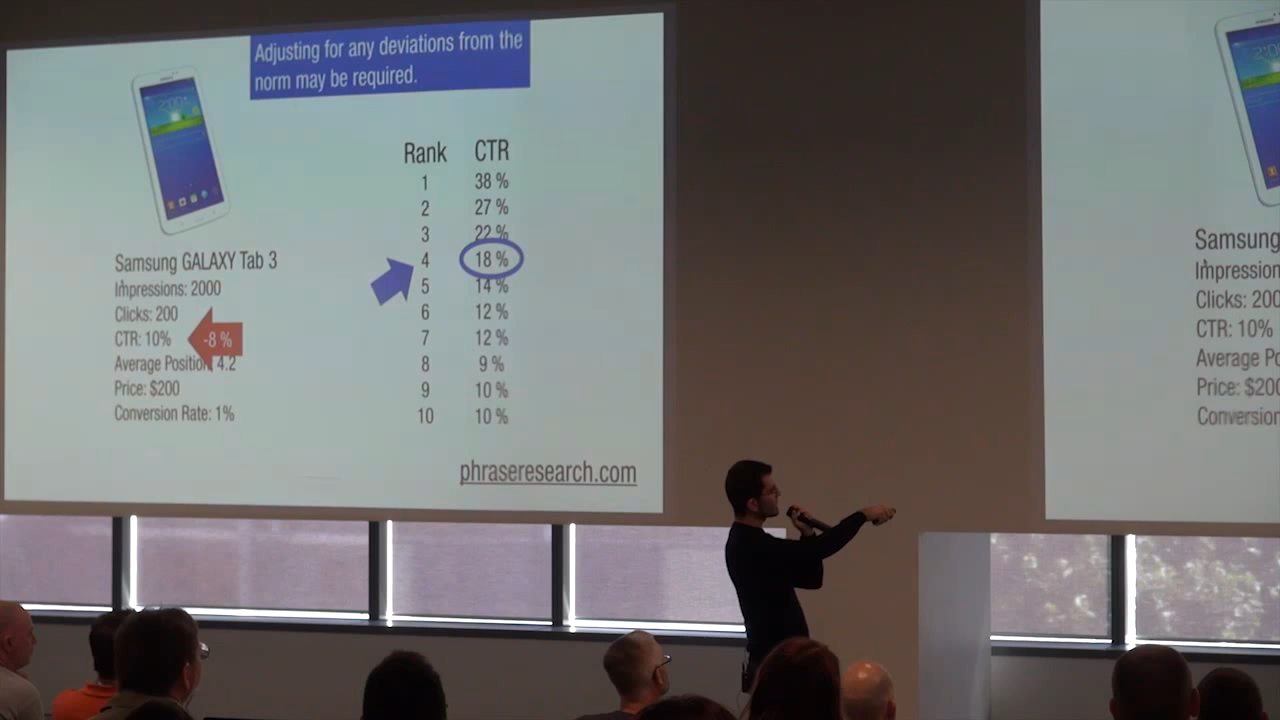 Adjusting for any deviations from the
norm may be required.
Rank CTR
1 38 %
2 27 %
3 22 %
4 18 %
5 14 %
6 12 %
7 12 %
8 9 %
9 10 %
10 10 %
Samsung GALAXY Tab 3
Impressions: 2000
Clicks: 200
CTR: 10%
-8 %
Average Position 4.2
Price: $200
Conversion Rate: 1%
phraseresearch.com
Samsung
Impression
Clicks: 200
CTR: 10%
Average Po
Price: $200
Conversion